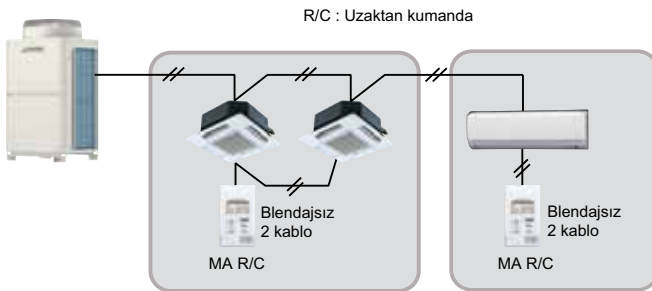 R/C : Uzaktan kumanda
Blendajsız
2 kablo
MA R/C
Blendajsız
2 kablo
MA R/C